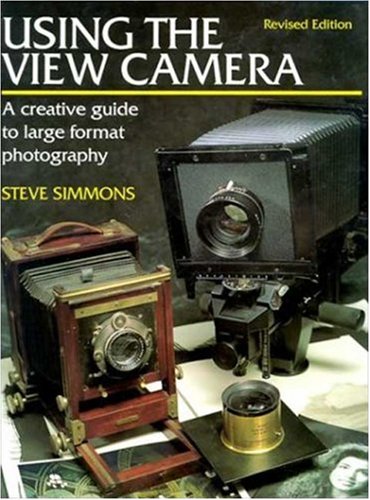 USING THE
Revised Edition
VIEW CAMERA
A creative guide
to large format
photography
STEVE SIMMONS